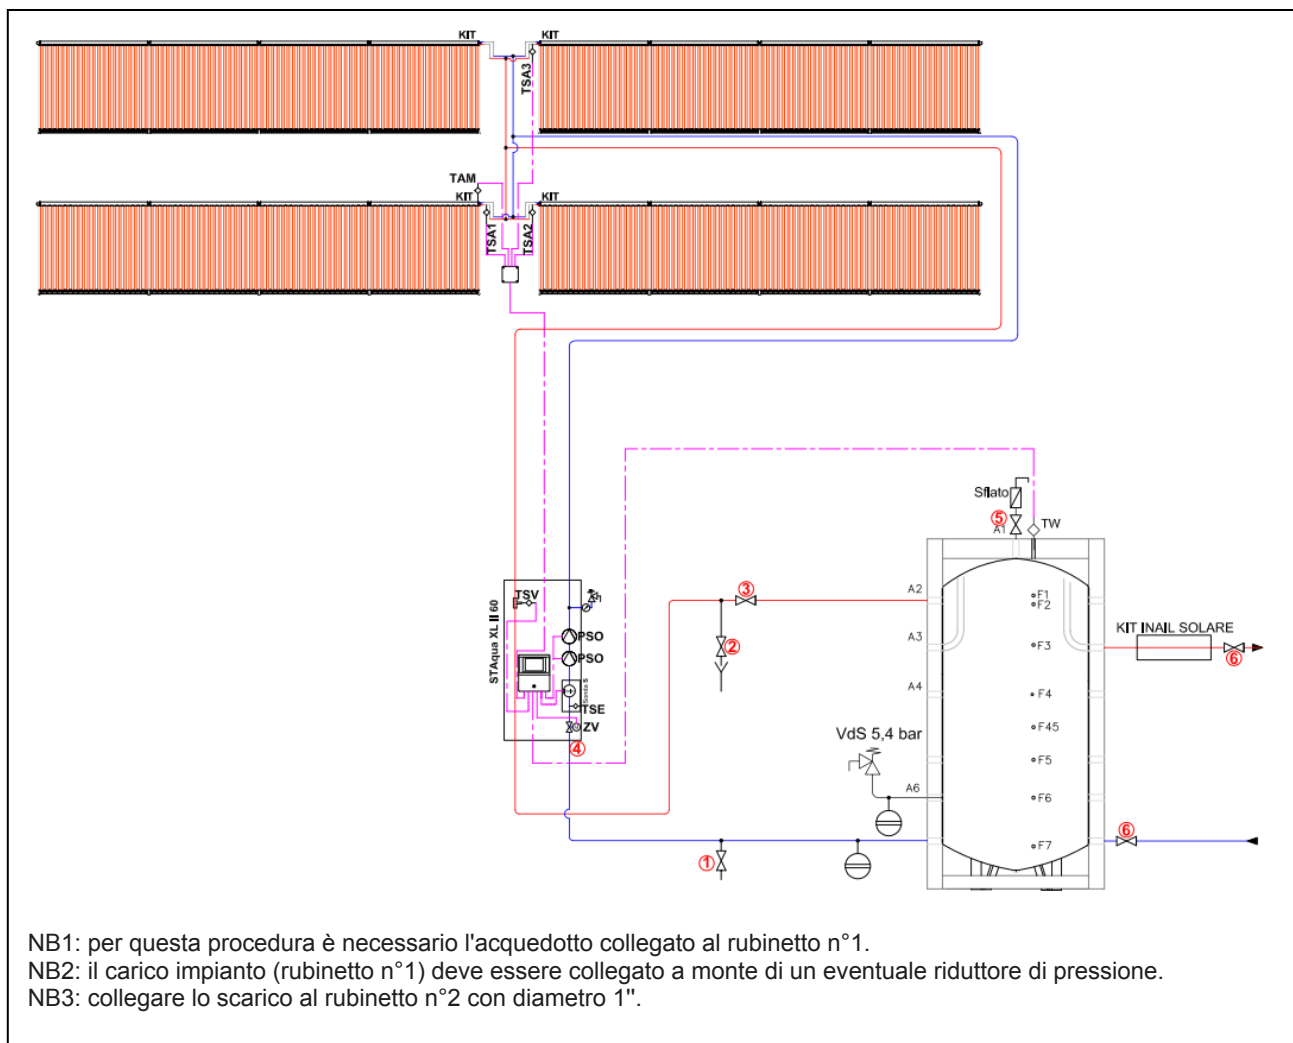 KIT KIT
TSA3
TAM
KIT KIT
TSA1 TSA2
Sfiato
5
A1 TW
STAqua XL II 60
TSV
PSO
PSO
Sonda S
TSE
ZV
4
3
2
1
A2
A3
A4
A6
F1
F2
F3
F4
F45
F5
F6
F7
KIT INAIL SOLARE
6
VdS 5,4 bar
6
NB1: per questa procedura è necessario l'acquedotto collegato al rubinetto n°1.
NB2: il carico impianto (rubinetto n°1) deve essere collegato a monte di un eventuale riduttore di pressione.
NB3: collegare lo scarico al rubinetto n°2 con diametro 1".